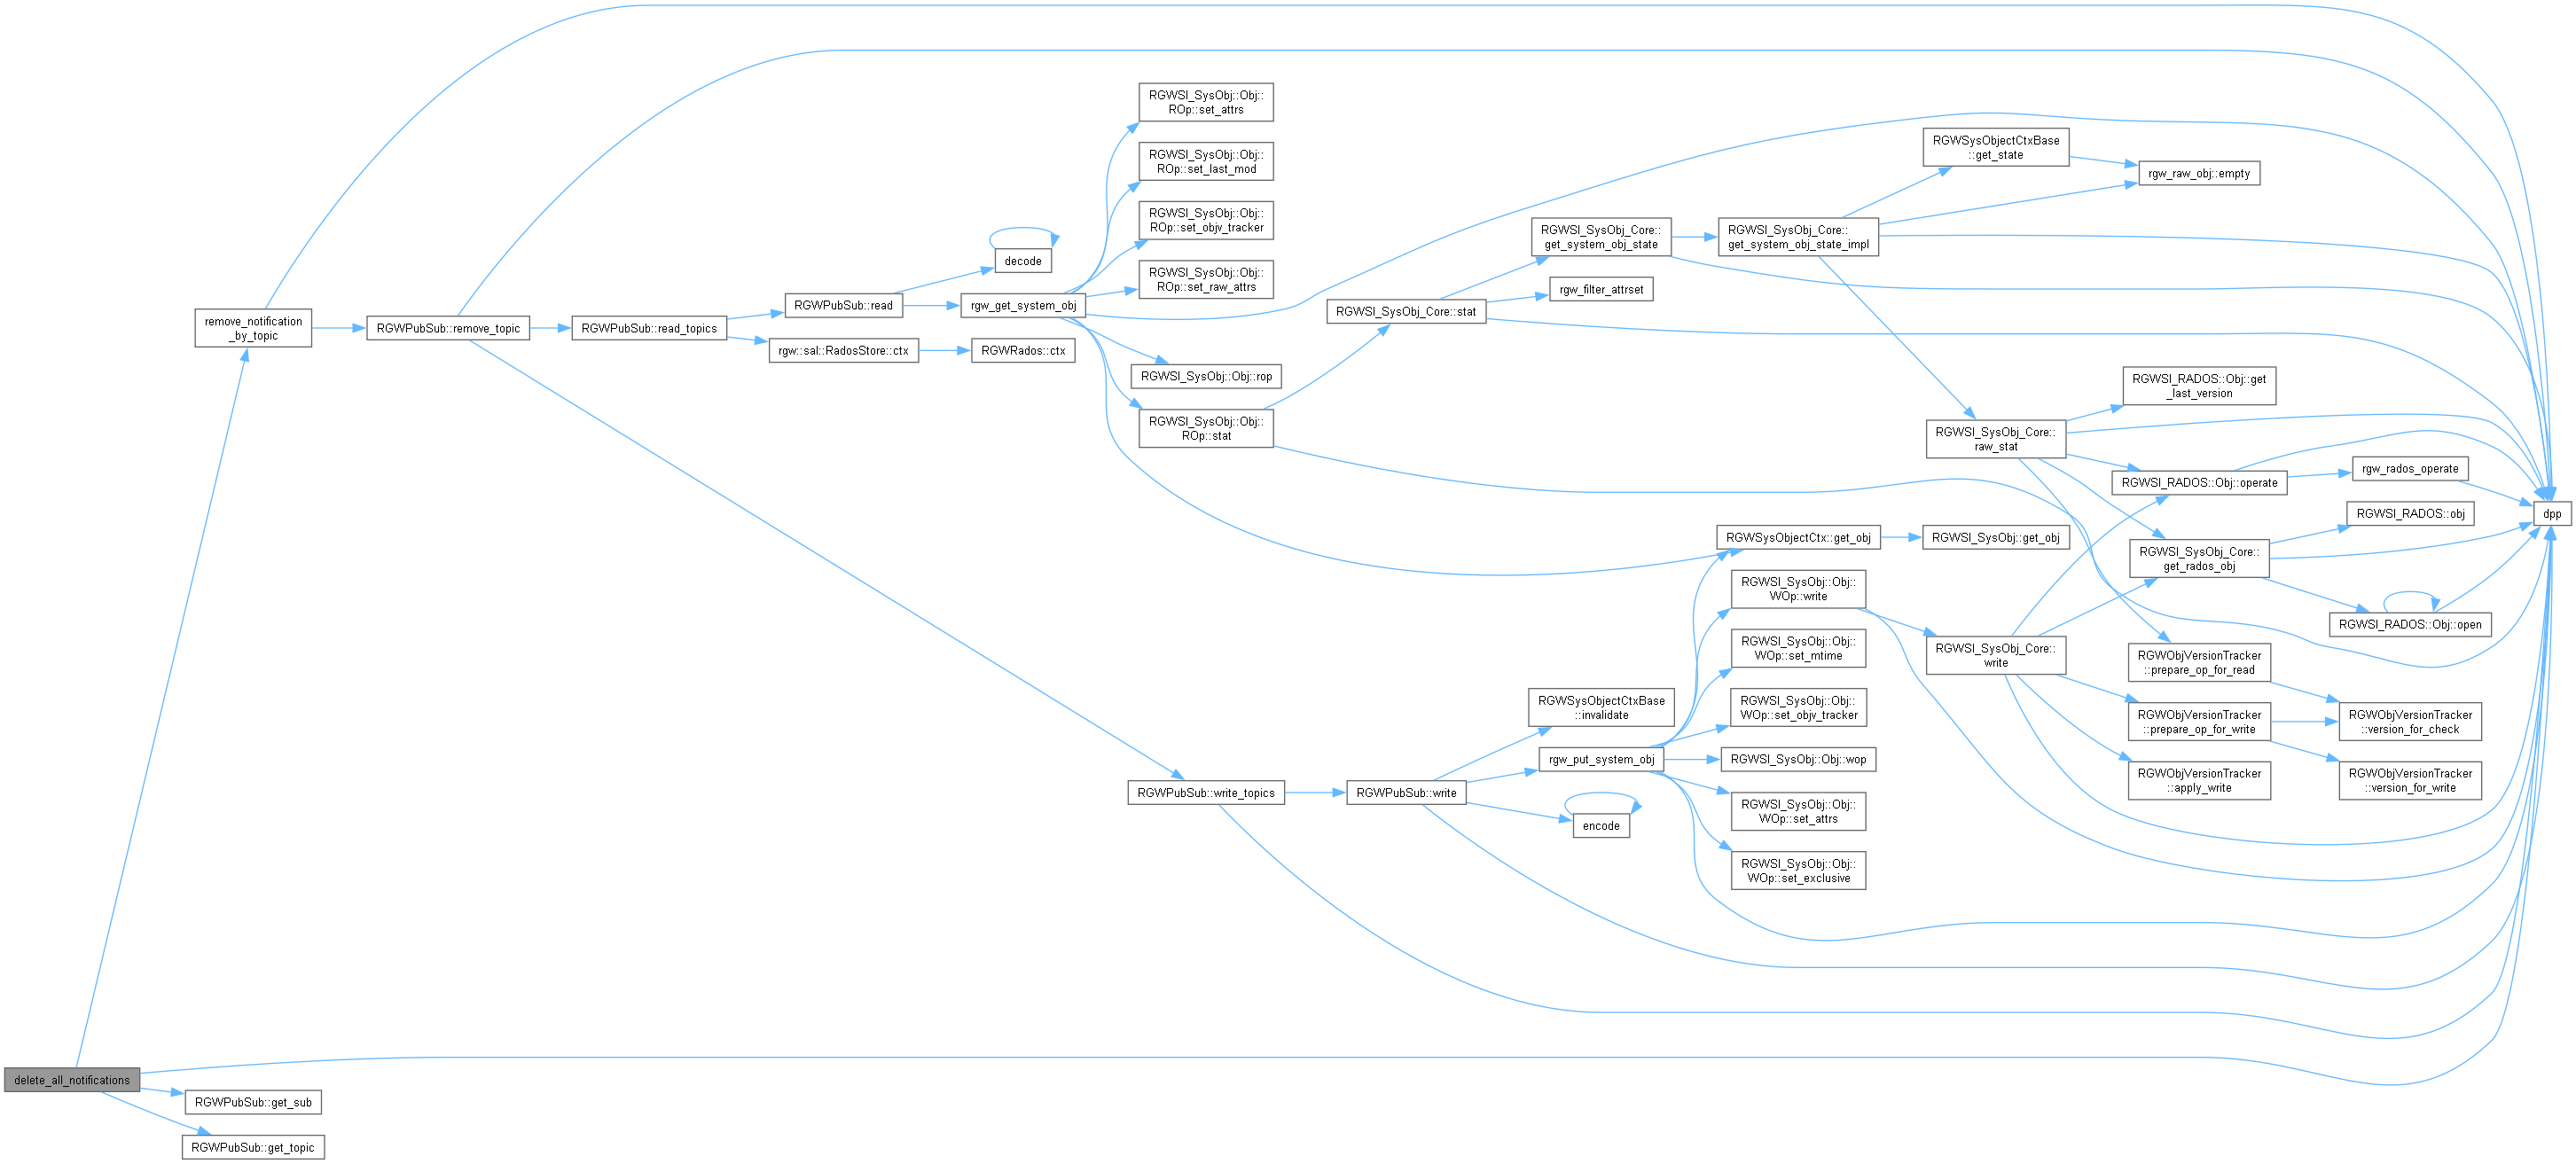 RGWSI_SysObj::Obj::
ROp::set_attrs
RGWSI_SysObj::Obj::
ROp::set_last_mod
RGWSysObjectCtxBase
::get_state
rgw_raw_obj::empty
RGWSI_SysObj::Obj::
ROp::set_objv_tracker
RGWSI_SysObj_Core::
get_system_obj_state
RGWSI_SysObj_Core::
get_system_obj_state_impl
decode
RGWSI_SysObj::Obj::
ROp::set_raw_attrs
rgw_filter_attrset
RGWPubSub::read
rgw_get_system_obj
RGWSI_SysObj_Core::stat
remove_notification
_by_topic
RGWPubSub::remove_topic
RGWPubSub::read_topics
rgw::sal::RadosStore::ctx
RGWRados::ctx
RGWSI_SysObj::Obj::rop
RGWSI_RADOS::Obj::get
_last_version
RGWSI_SysObj::Obj::
ROp::stat
RGWSI_SysObj_Core::
raw_stat
rgw_rados_operate
RGWSI_RADOS::Obj::operate
RGWSI_RADOS::obj
dpp
RGWSysObjectCtx::get_obj
RGWSI_SysObj::get_obj
RGWSI_SysObj_Core::
get_rados_obj
RGWSI_SysObj::Obj::
WOp::write
RGWSI_RADOS::Obj::open
RGWSI_SysObj::Obj::
WOp::set_mtime
RGWSI_SysObj_Core::
write
RGWObjVersionTracker
::prepare_op_for_read
RGWSysObjectCtxBase
::invalidate
RGWSI_SysObj::Obj::
WOp::set_objv_tracker
RGWObjVersionTracker
::prepare_op_for_write
RGWObjVersionTracker
::version_for_check
rgw_put_system_obj
RGWSI_SysObj::Obj::wop
RGWObjVersionTracker
::apply_write
RGWObjVersionTracker
::version_for_write
RGWPubSub::write_topics
RGWPubSub::write
RGWSI_SysObj::Obj::
WOp::set_attrs
encode
RGWSI_SysObj::Obj::
WOp::set_exclusive
delete_all_notifications
RGWPubSub::get_sub
RGWPubSub::get_topic